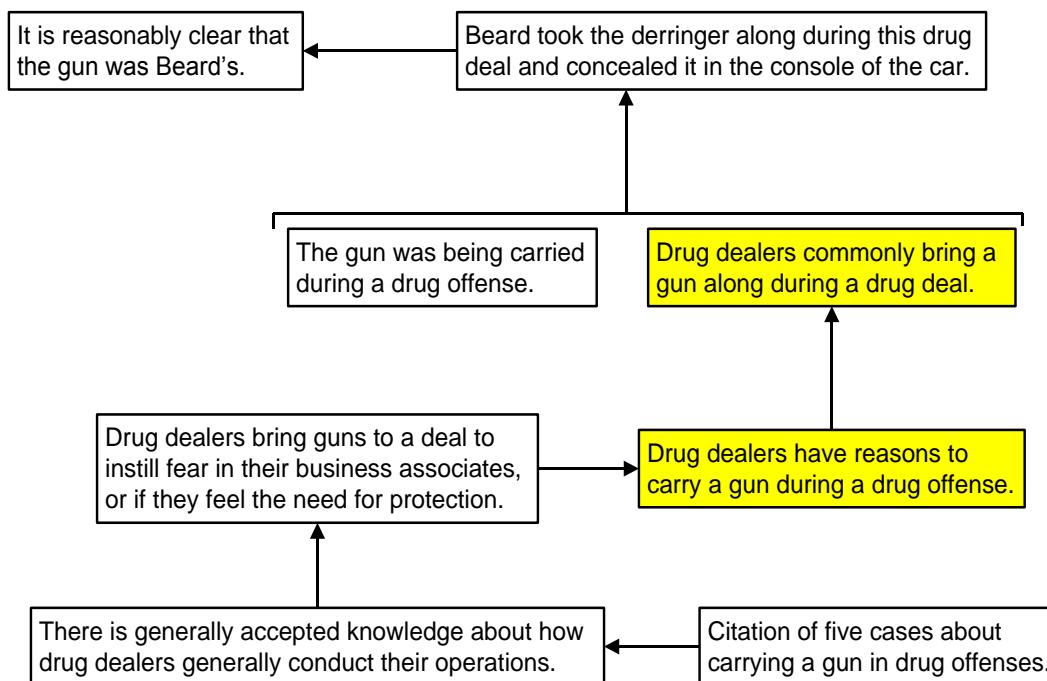 It is reasonably clear that
the gun was Beard's.
Beard took the derringer along during this drug
deal and concealed it in the console of the car.
The gun was being carried
during a drug offense.
Drug dealers commonly bring a
gun along during a drug deal.
Drug dealers bring guns to a deal to
instill fear in their business associates,
or if they feel the need for protection.
Drug dealers have reasons to
carry a gun during a drug offense.
There is generally accepted knowledge about how
drug dealers generally conduct their operations.
Citation of five cases about
carrying a gun in drug offenses.